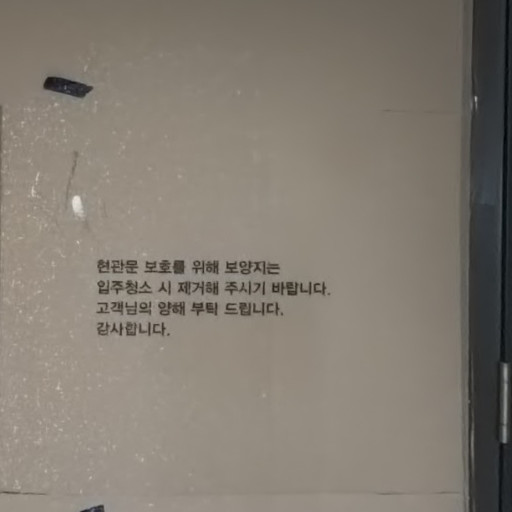 현관문 보호를 위해 보양지는
입주청소 시 제거해 주시기 바랍니다.
고객님의 양해 부탁 드립니다.
감사합니다.